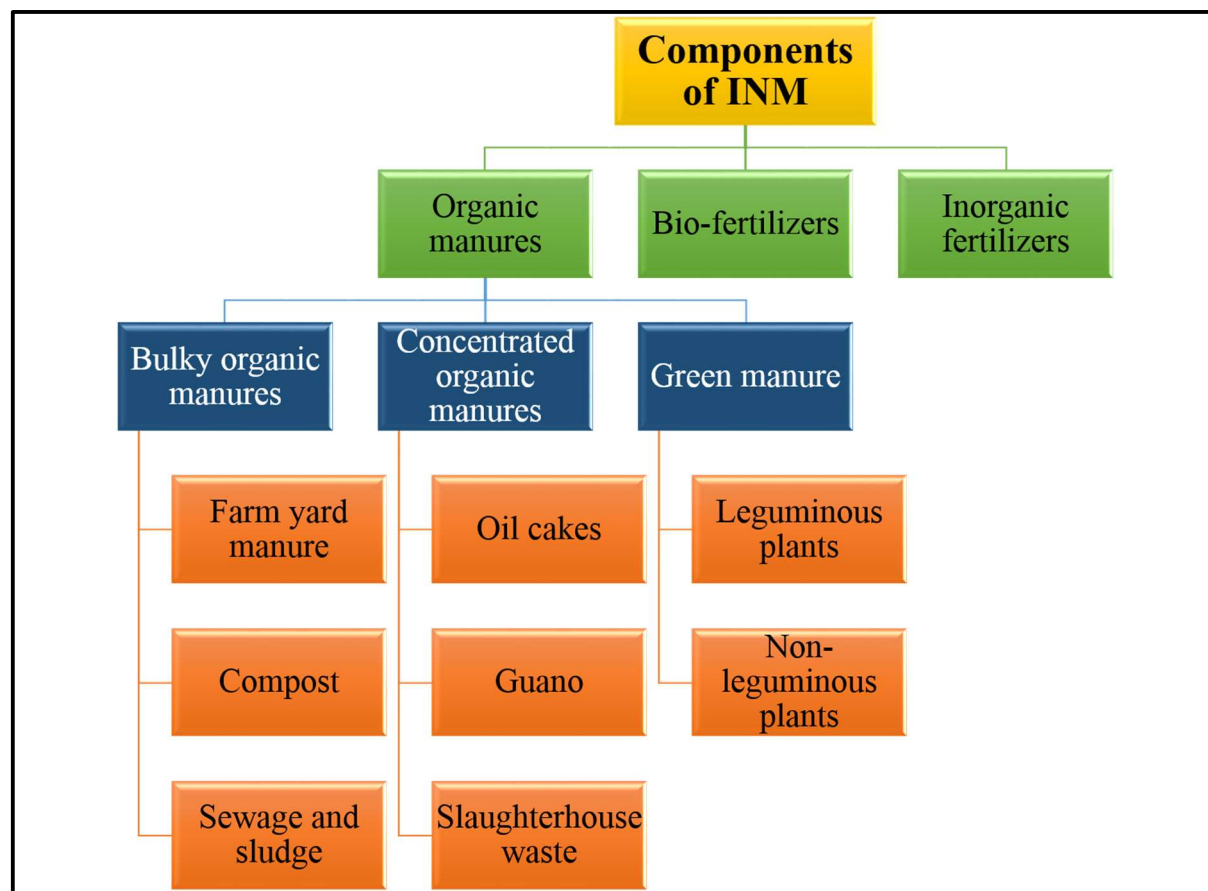 Components
of INM
Organic
manures
Bio-fertilizers
Inorganic
fertilizers
Bulky organic
manures
Concentrated
organic
manures
Green manure
Farm yard
manure
Oil cakes
Leguminous
plants
Compost
Guano
Non-
leguminous
plants
Sewage and
sludge
Slaughterhouse
waste